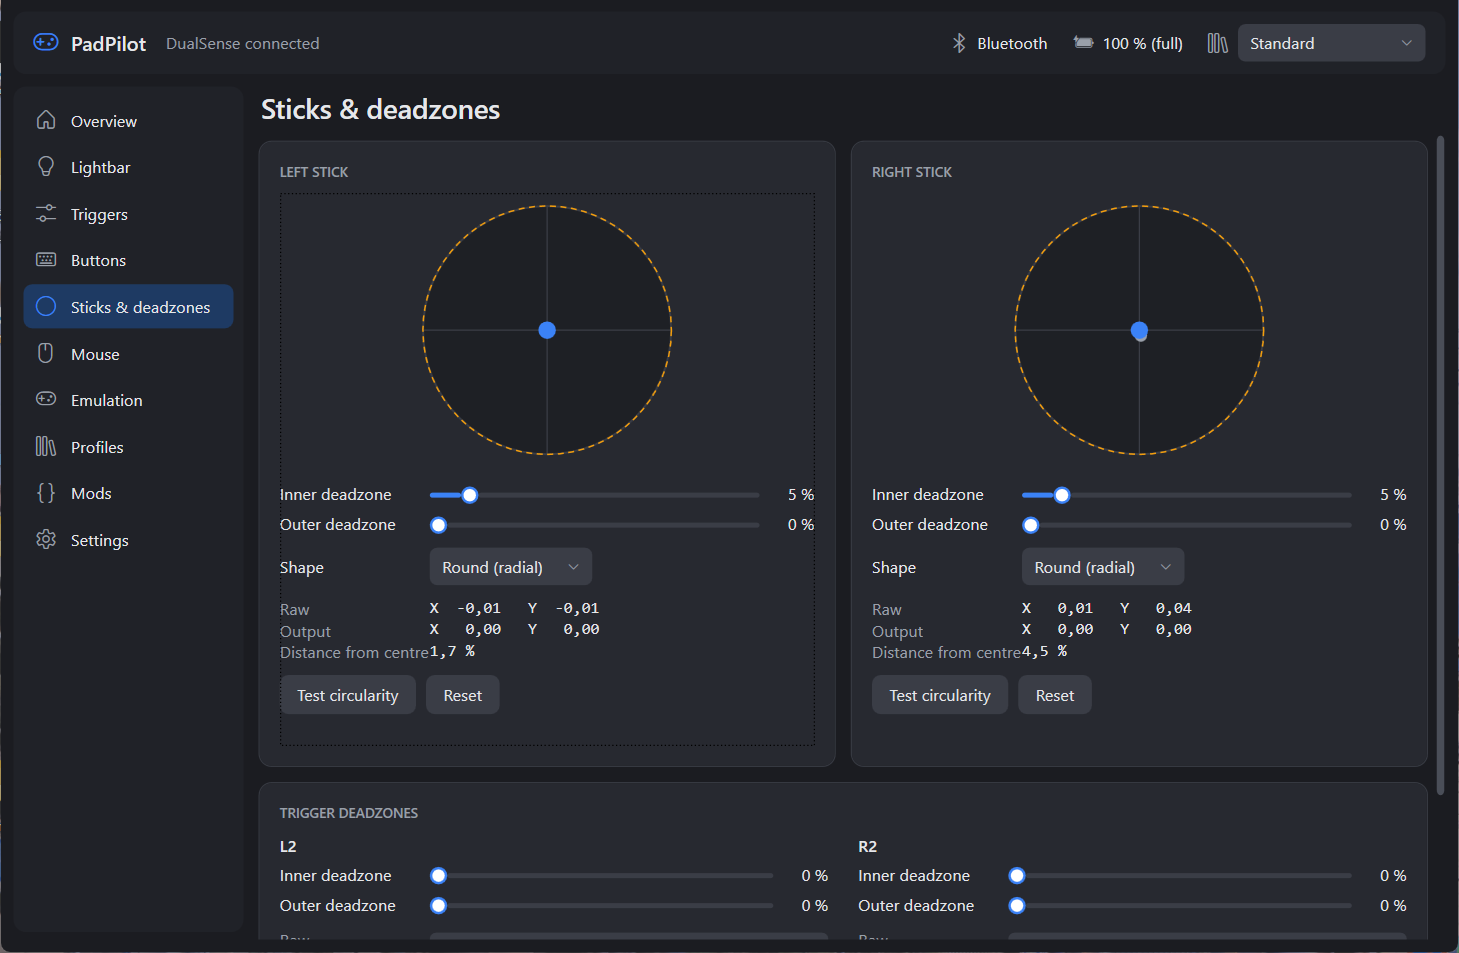 PadPilot DualSense connected Bluetooth 100 % (full) Standard
Overview
Lightbar
Triggers
Buttons
Sticks & deadzones
Mouse
Emulation
Profiles
Mods
Settings
Sticks & deadzones
LEFT STICK
Inner deadzone 5 %
Outer deadzone 0 %
Shape Round (radial)
Raw X -0,01 Y -0,01
Output X 0,00 Y 0,00
Distance from centre 1,7 %
Test circularity Reset
RIGHT STICK
Inner deadzone 5 %
Outer deadzone 0 %
Shape Round (radial)
Raw X 0,01 Y 0,04
Output X 0,00 Y 0,00
Distance from centre 4,5 %
Test circularity Reset
TRIGGER DEADZONES
L2
Inner deadzone 0 %
Outer deadzone 0 %
Raw
R2
Inner deadzone 0 %
Outer deadzone 0 %
Raw